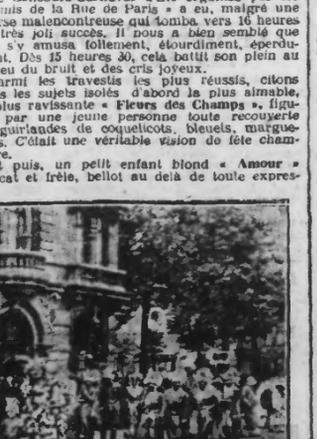 mis de la Rue de Paris » a eu, malgré une
rse malencontreuse qui tomba vers 16 heures
très joli succès. Il nous a bien semblé que
s'y amusa follement, étourdiment, éperdu-
nt. Dès 15 heures 30, cela battit son plein au
ieu du bruit et des cris joyeux.
armi les travestis les plus réussis, citons
s les sujets isolés d'abord la plus aimable,
plus ravissante « Fleurs des Champs », figu-
par une jeune personne toute recouverte
guirlandes de coquelicots, bleuets, margue-
s. C'était une véritable vision de fête cham-
re.
t puis, un petit enfant blond « Amour »
cat et frêle, bellot au delà de toute expres-